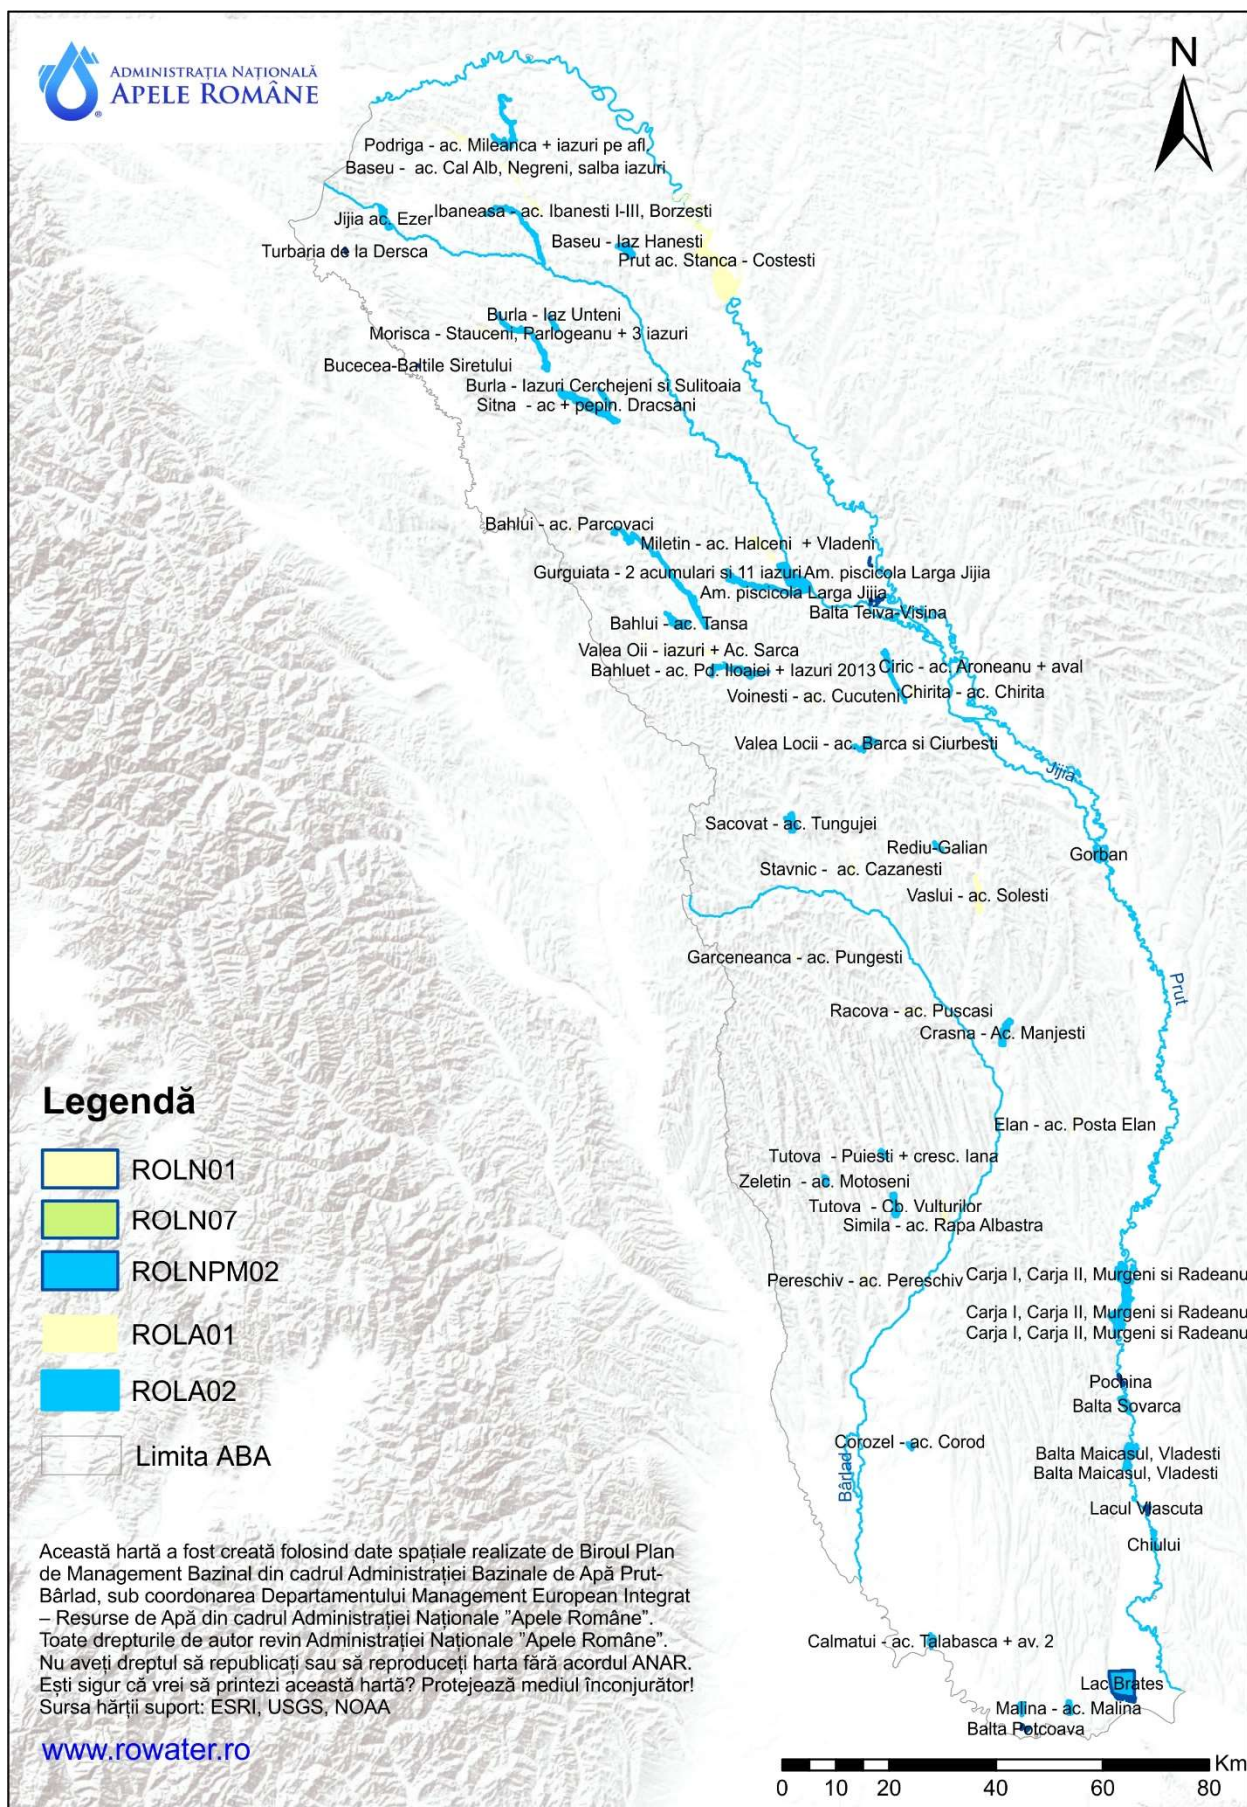 ADMINISTRAȚIA NAȚIONALĂ
APELE ROMÂNE
N
Podriga - ac. Mileanca + iazuri pe afl.
Baseu - ac. Cal Alb, Negreni, salba iazuri
Ibaneasa - ac. Ibanesti I-III, Borzesti
Jijia ac. Ezer
Baseu - Iaz Hanesti
Turbaria de la Dersca
Prut ac. Stanca - Costesti
Burla - Iaz Unteni
Morisca - Stauceni, Parlogeanu + 3 iazuri
Bucecea-Baltile Siretului
Burla - Iazuri Cerchejeni si Sulitoaia
Sitna - ac + pepin. Dracsani
Bahlui - ac. Parcovaci
Miletin - ac. Halceni + Vladeni
Gurguiata - 2 acumulari si 11 iazuri
Am. piscicola Larga Jijia
Am. piscicola Larga Jijia
Balta Teiva-Visina
Bahlui - ac. Tansa
Valea Oii - iazuri + Ac. Sarca
Bahluet - ac. Pd. Iloaiei + Iazuri 2013
Ciric - ac. Aroneanu + aval
Voinesti - ac. Cucuteni
Chirita - ac. Chirita
Valea Locii - ac. Barca si Ciurbesti
Jijia
Sacovat - ac. Tungujei
Rediu-Galian
Gorban
Stavnic - ac. Cazanesti
Vaslui - ac. Solesti
Garceneanca - ac. Pungesti
Prut
Racova - ac. Puscasi
Crasna - Ac. Manjesti
Elan - ac. Posta Elan
Tutova - Puiesti + cresc. Iana
Zeletin - ac. Motoseni
Tutova - Cb. Vulturilor
Simila - ac. Rapa Albastra
Pereschiv - ac. Pereschiv
Carja I, Carja II, Murgeni si Radeanu
Carja I, Carja II, Murgeni si Radeanu
Carja I, Carja II, Murgeni si Radeanu
Pochina
Balta Sovarca
Corozel - ac. Corod
Bârlad
Balta Maicasul, Vladesti
Balta Maicasul, Vladesti
Lacul Vlascuta
Chiului
Calmatui - ac. Talabasca + av. 2
Lac Brates
Malina - ac. Malina
Balta Potcoava
Legendă
ROLN01
ROLN07
ROLNPM02
ROLA01
ROLA02
Limita ABA
Această hartă a fost creată folosind date spațiale realizate de Biroul Plan
de Management Bazinal din cadrul Administrației Bazinale de Apă Prut-
Bârlad, sub coordonarea Departamentului Management European Integrat
– Resurse de Apă din cadrul Administrației Naționale ”Apele Române”.
Toate drepturile de autor revin Administrației Naționale ”Apele Române”.
Nu aveți dreptul să republicați sau să reproduceți harta fără acordul ANAR.
Ești sigur că vrei să printezi această hartă? Protejează mediul înconjurător!
Sursa hărții suport: ESRI, USGS, NOAA
www.rowater.ro
Km
0 10 20 40 60 80